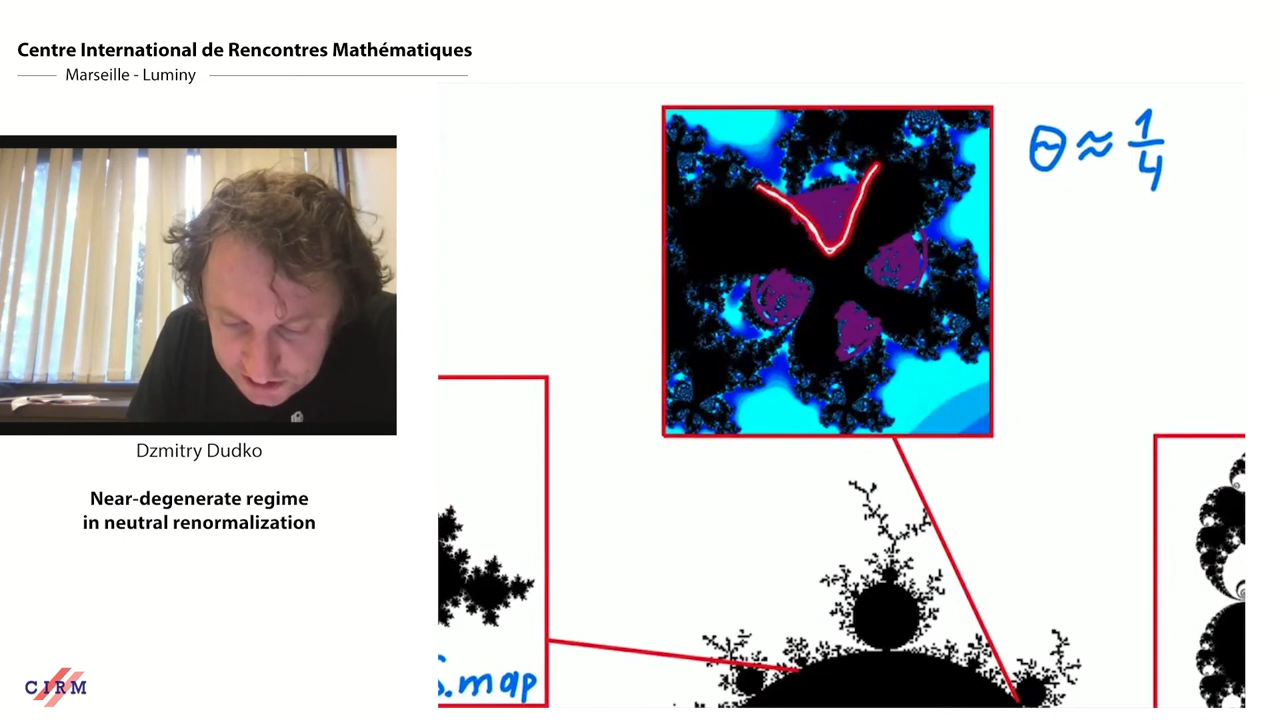 Centre International de Rencontres Mathématiques
Marseille - Luminy
θ ≈ 1/4
Dzmitry Dudko
Near-degenerate regime
in neutral renormalization
.map
CIRM